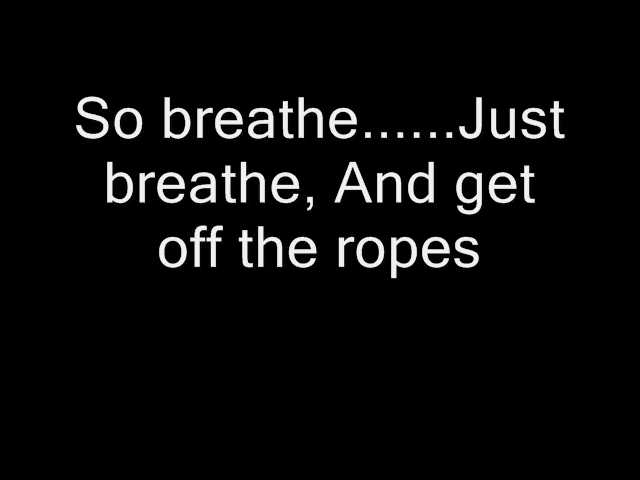 So breathe......Just
breathe, And get
off the ropes